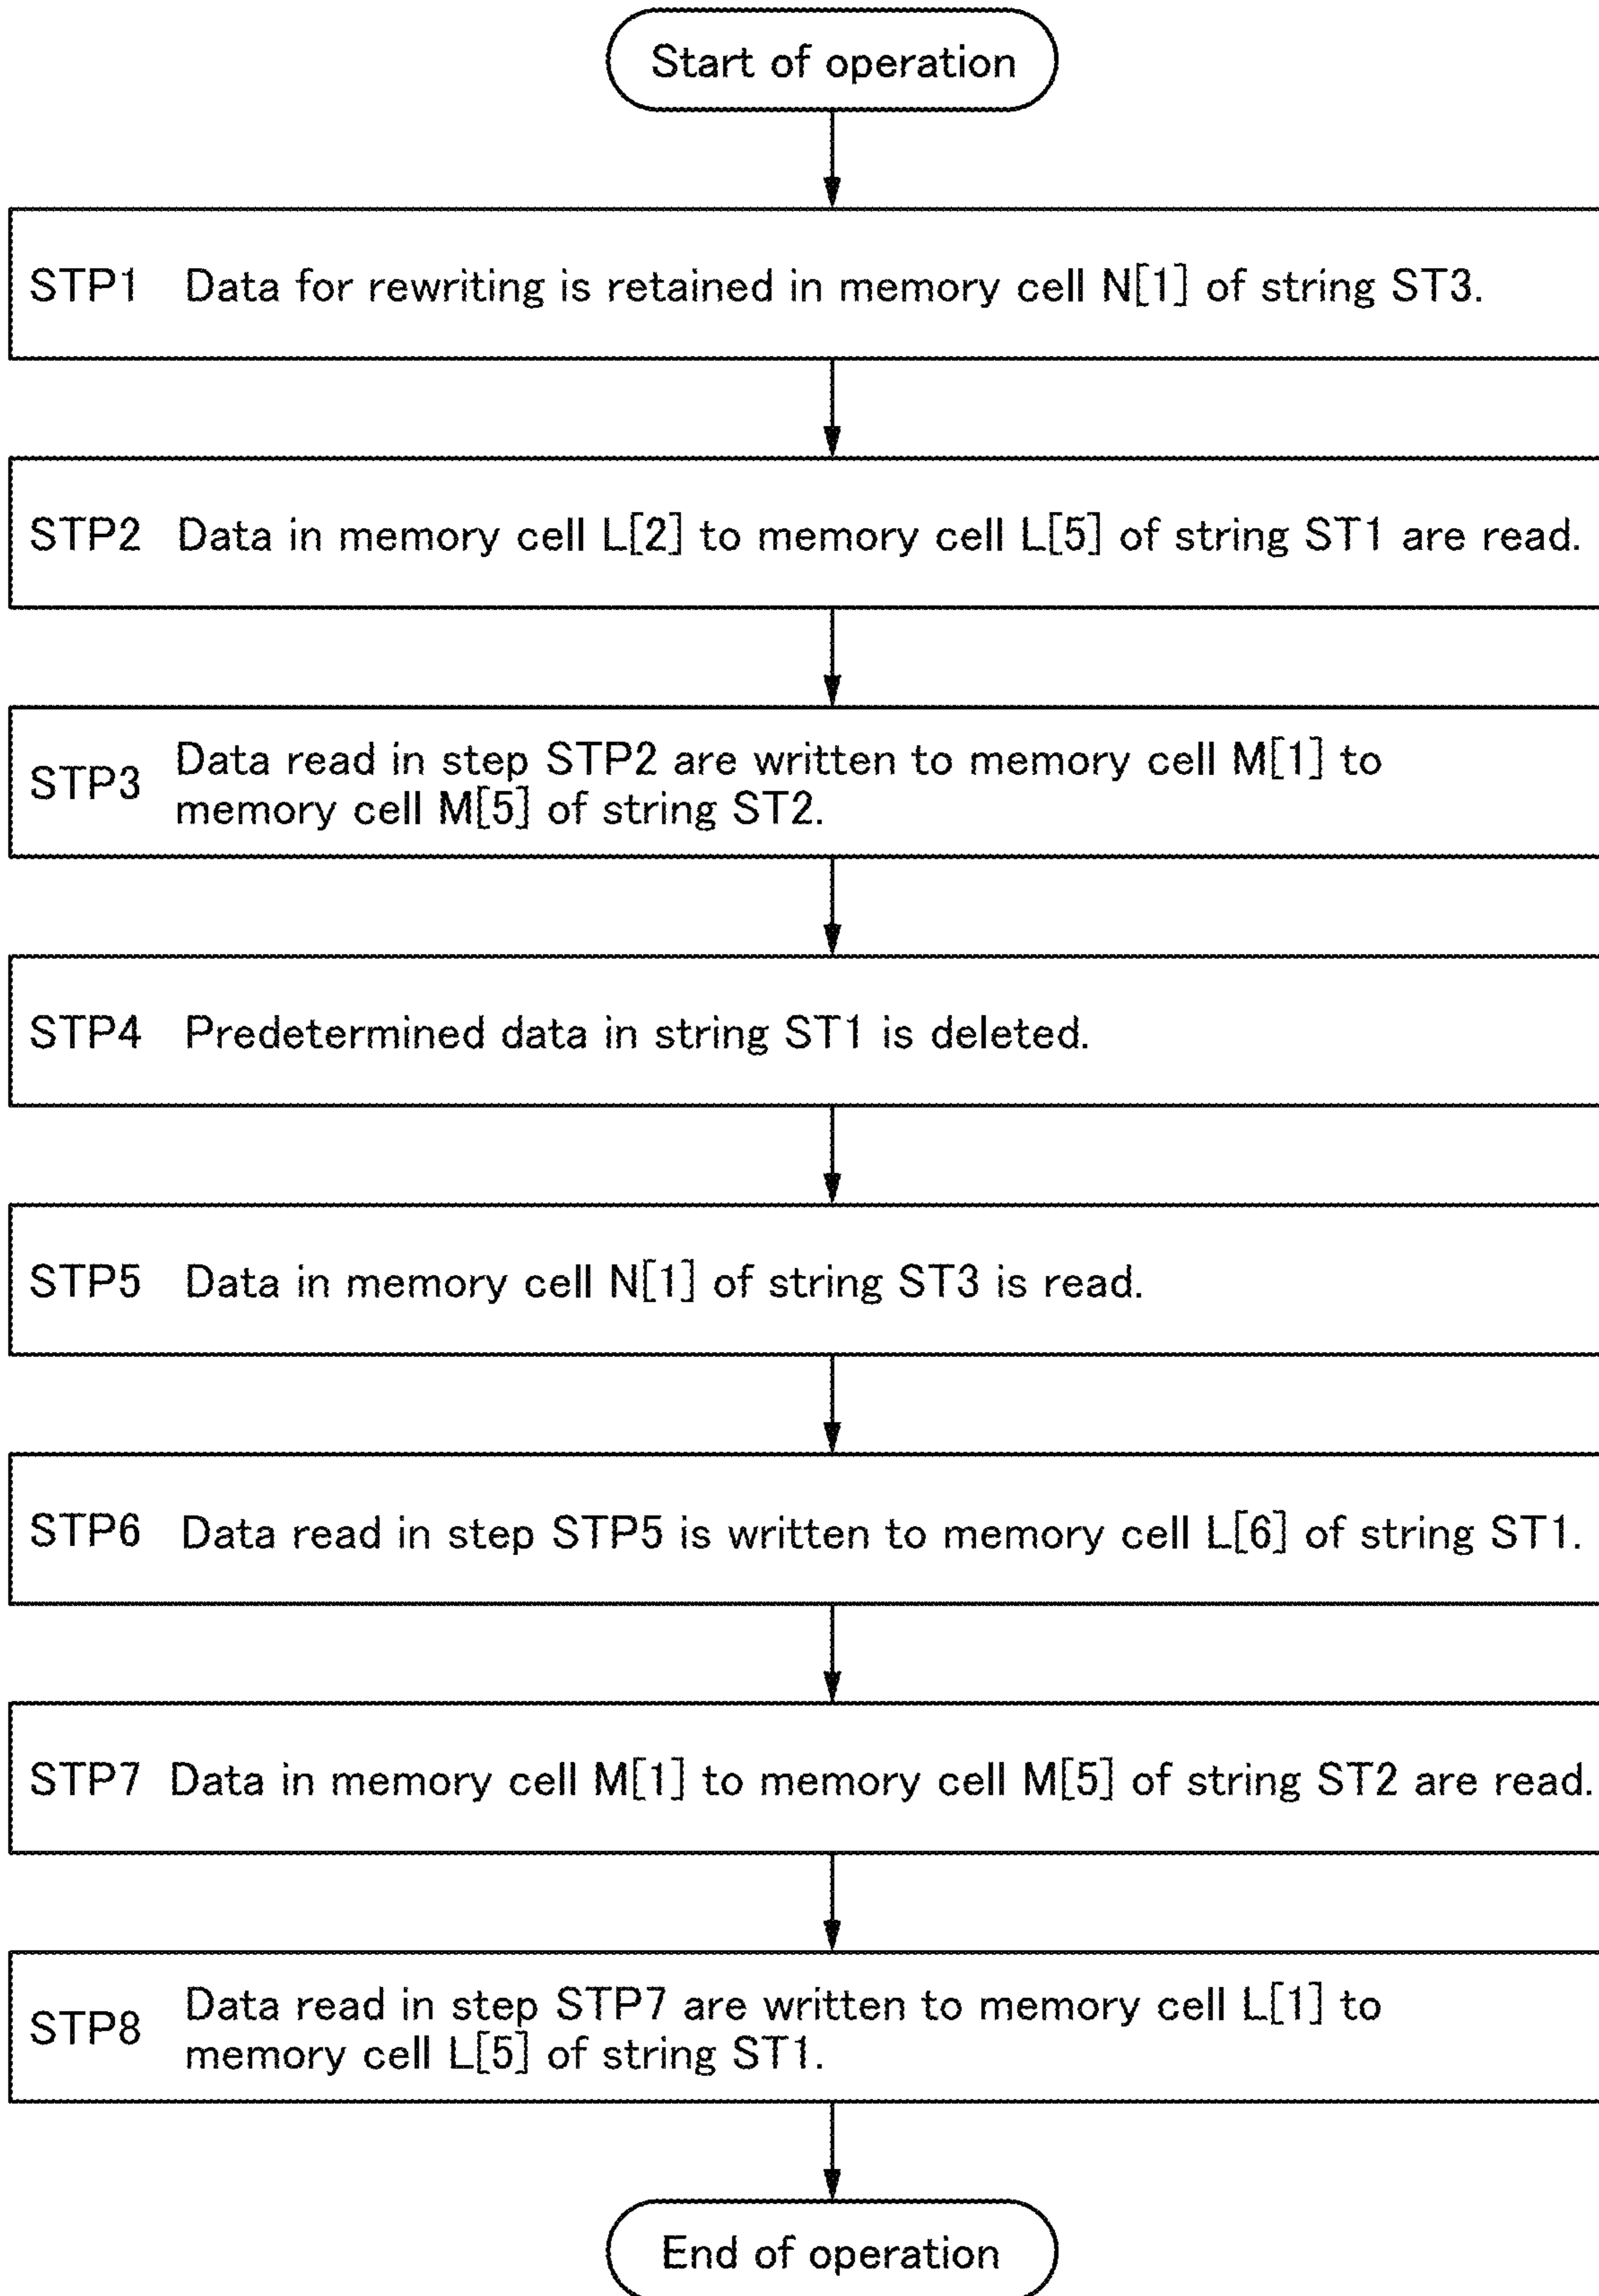 Start of operation
STP1 Data for rewriting is retained in memory cell N[1] of string ST3.
STP2 Data in memory cell L[2] to memory cell L[5] of string ST1 are read.
STP3 Data read in step STP2 are written to memory cell M[1] to
memory cell M[5] of string ST2.
STP4 Predetermined data in string ST1 is deleted.
STP5 Data in memory cell N[1] of string ST3 is read.
STP6 Data read in step STP5 is written to memory cell L[6] of string ST1.
STP7 Data in memory cell M[1] to memory cell M[5] of string ST2 are read.
STP8 Data read in step STP7 are written to memory cell L[1] to
memory cell L[5] of string ST1.
End of operation